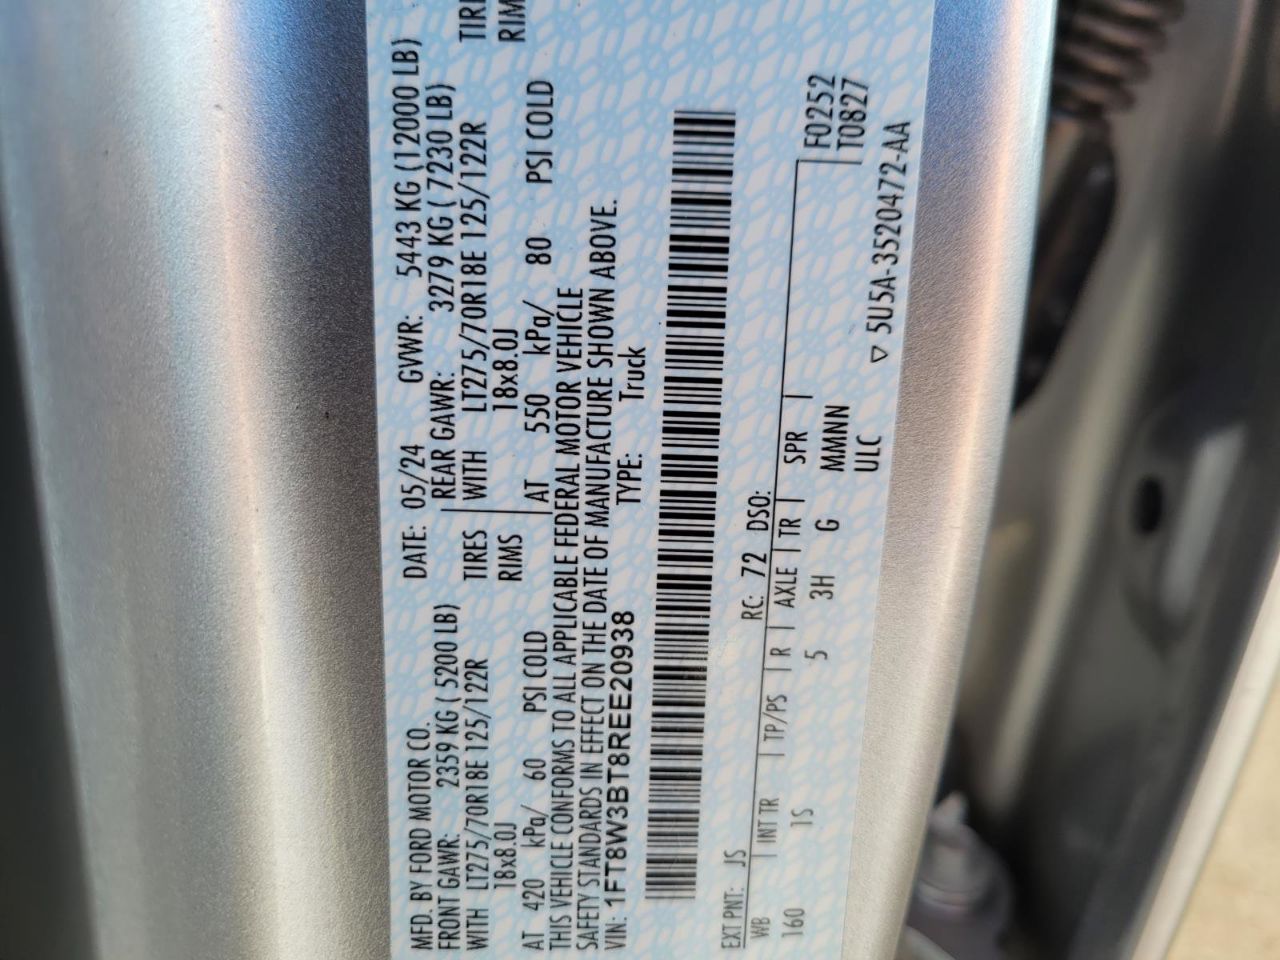 MFD. BY FORD MOTOR CO. DATE: 05/24 GVWR: 5443 KG (12000 LB)
FRONT GAWR: 2359 KG ( 5200 LB) REAR GAWR: 3279 KG ( 7230 LB)
WITH LT275/70R18E 125/122R TIRES WITH LT275/70R18E 125/122R TIRE
18x8.0J RIMS 18x8.0J RIM
AT 420 kPa/ 60 PSI COLD AT 550 kPa/ 80 PSI COLD
THIS VEHICLE CONFORMS TO ALL APPLICABLE FEDERAL MOTOR VEHICLE
SAFETY STANDARDS IN EFFECT ON THE DATE OF MANUFACTURE SHOWN ABOVE.
VIN: 1FT8W3BT8REE20938 TYPE: Truck
EXT PNT: JS RC: 72 DSO:
WB INT TR TP/PS R AXLE TR SPR F0252
160 1S 5 3H G MMNN T0827
ULC
▽ 5U5A-3520472-AA